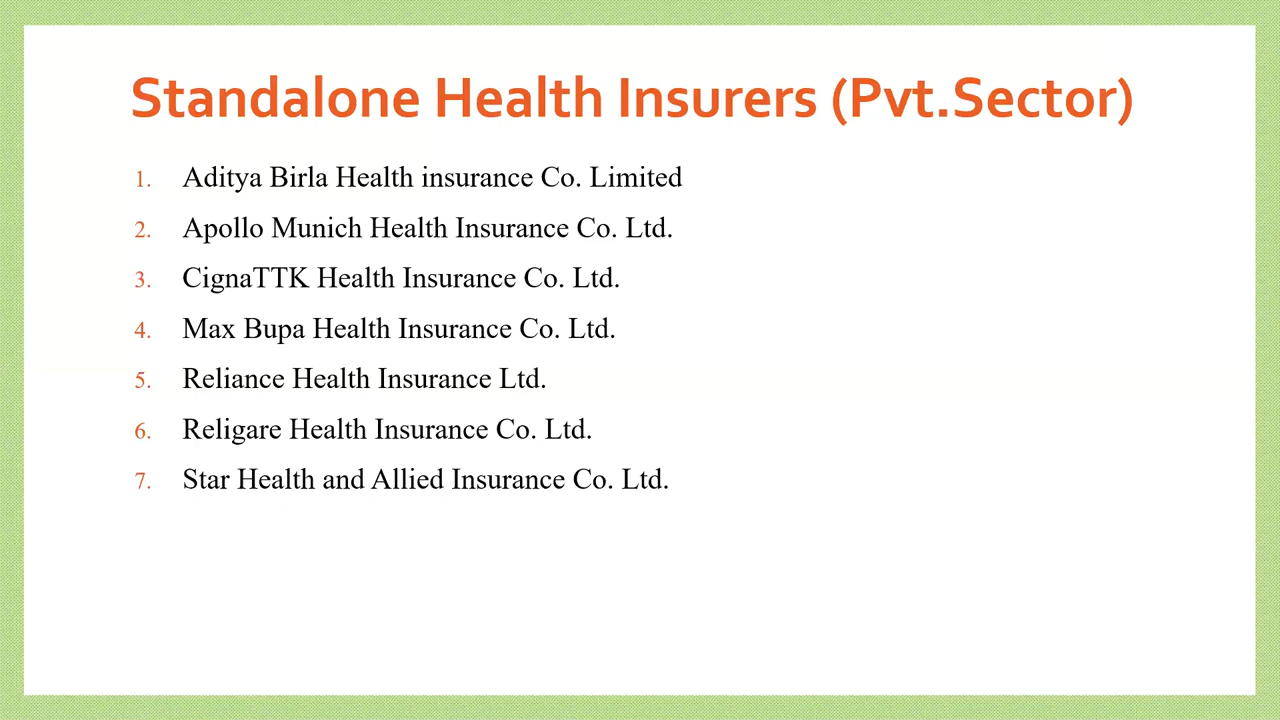 Standalone Health Insurers (Pvt.Sector)
1. Aditya Birla Health insurance Co. Limited
2. Apollo Munich Health Insurance Co. Ltd.
3. CignaTTK Health Insurance Co. Ltd.
4. Max Bupa Health Insurance Co. Ltd.
5. Reliance Health Insurance Ltd.
6. Religare Health Insurance Co. Ltd.
7. Star Health and Allied Insurance Co. Ltd.